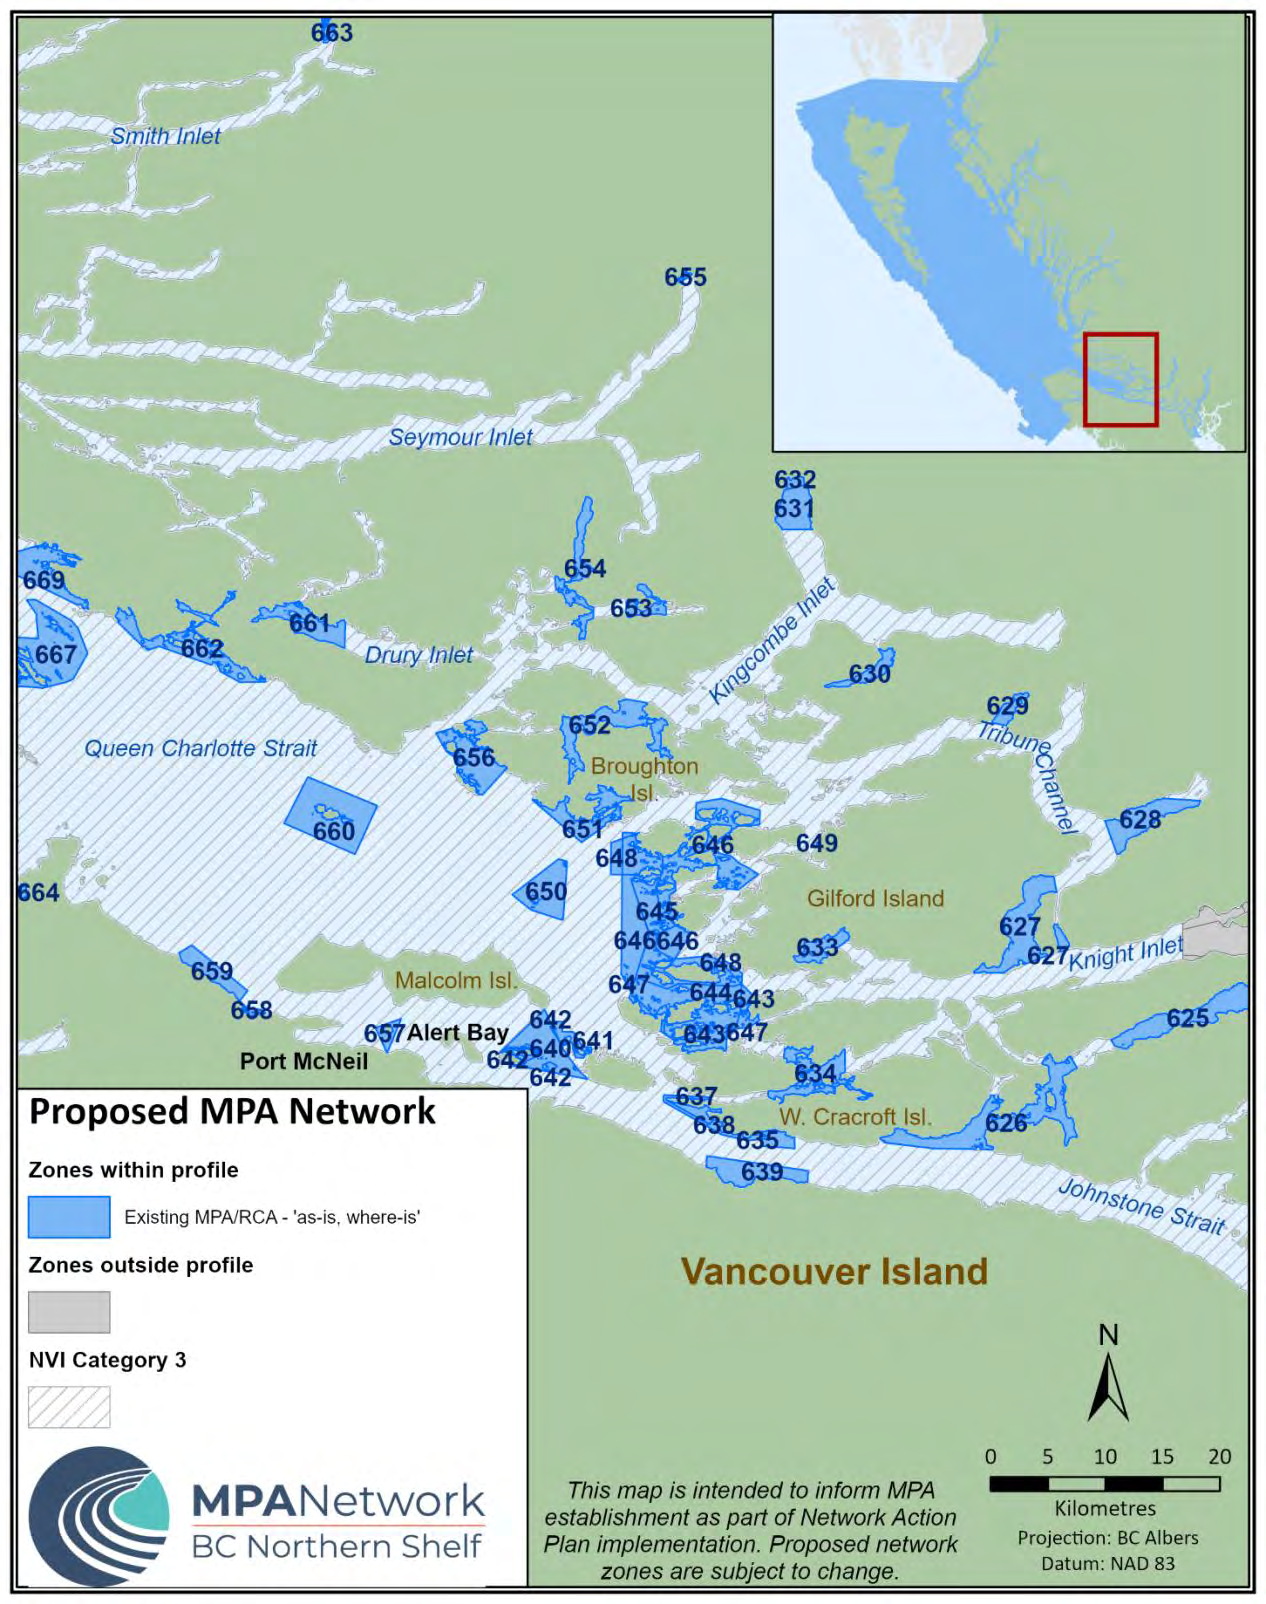 663
Smith Inlet
655
Seymour Inlet
632
631
654
669
653
661
662
667
Drury Inlet
Kingcombe Inlet
630
629
652
Tribune
Channel
Queen Charlotte Strait
656
Broughton
Isl.
660
651
628
646
649
648
664
650
Gilford Island
645
627
646
646
633
627
Knight Inlet
648
659
Malcolm Isl.
647
644
643
658
625
642
657
Alert Bay
641
643
647
640
Port McNeil
642
642
634
637
W. Cracroft Isl.
638
626
635
639
Johnstone Strait
Vancouver Island
Proposed MPA Network
Zones within profile
Existing MPA/RCA - 'as-is, where-is'
Zones outside profile
NVI Category 3
MPANetwork
BC Northern Shelf
This map is intended to inform MPA
establishment as part of Network Action
Plan implementation. Proposed network
zones are subject to change.
N
0 5 10 15 20
Kilometres
Projection: BC Albers
Datum: NAD 83